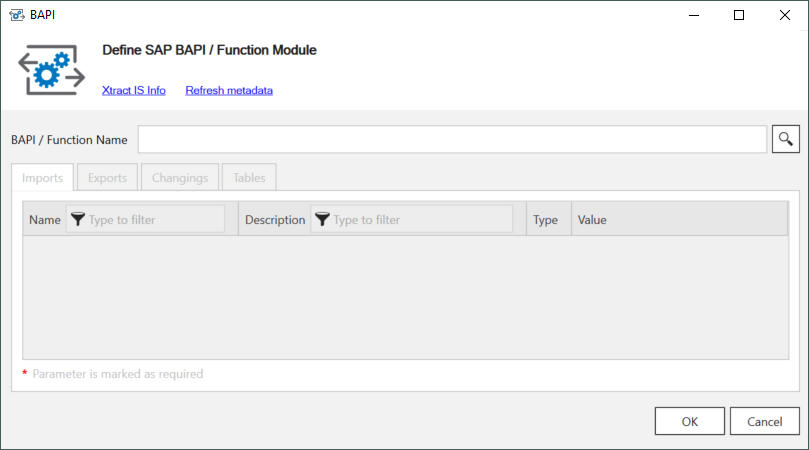 BAPI
Define SAP BAPI / Function Module
Xtract IS Info Refresh metadata
BAPI / Function Name
Imports Exports Changings Tables
Name Type to filter Description Type to filter Type Value
* Parameter is marked as required
OK Cancel